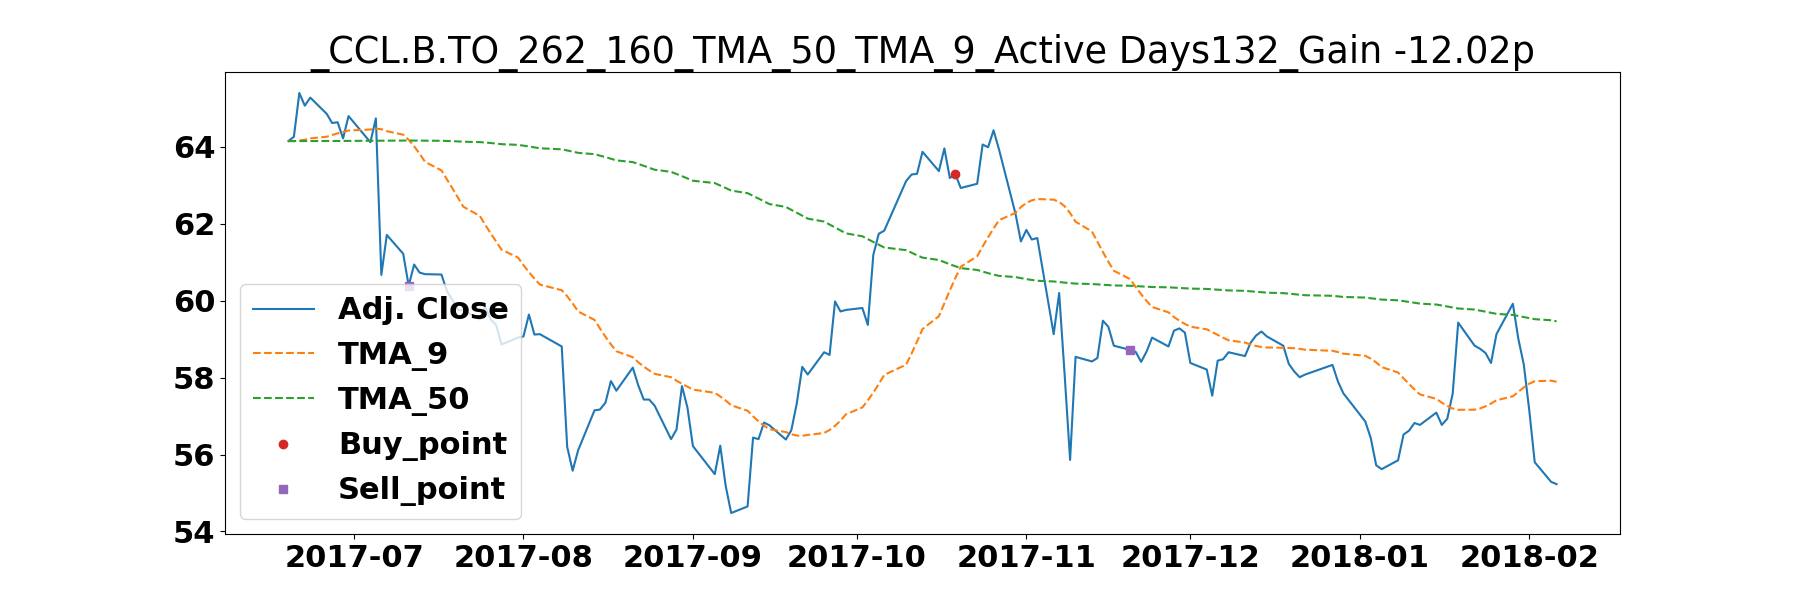 _CCL.B.TO_262_160_TMA_50_TMA_9_Active Days132_Gain -12.02p
64
62
60
58
56
54
Adj. Close
TMA_9
TMA_50
Buy_point
Sell_point
2017-07 2017-08 2017-09 2017-10 2017-11 2017-12 2018-01 2018-02